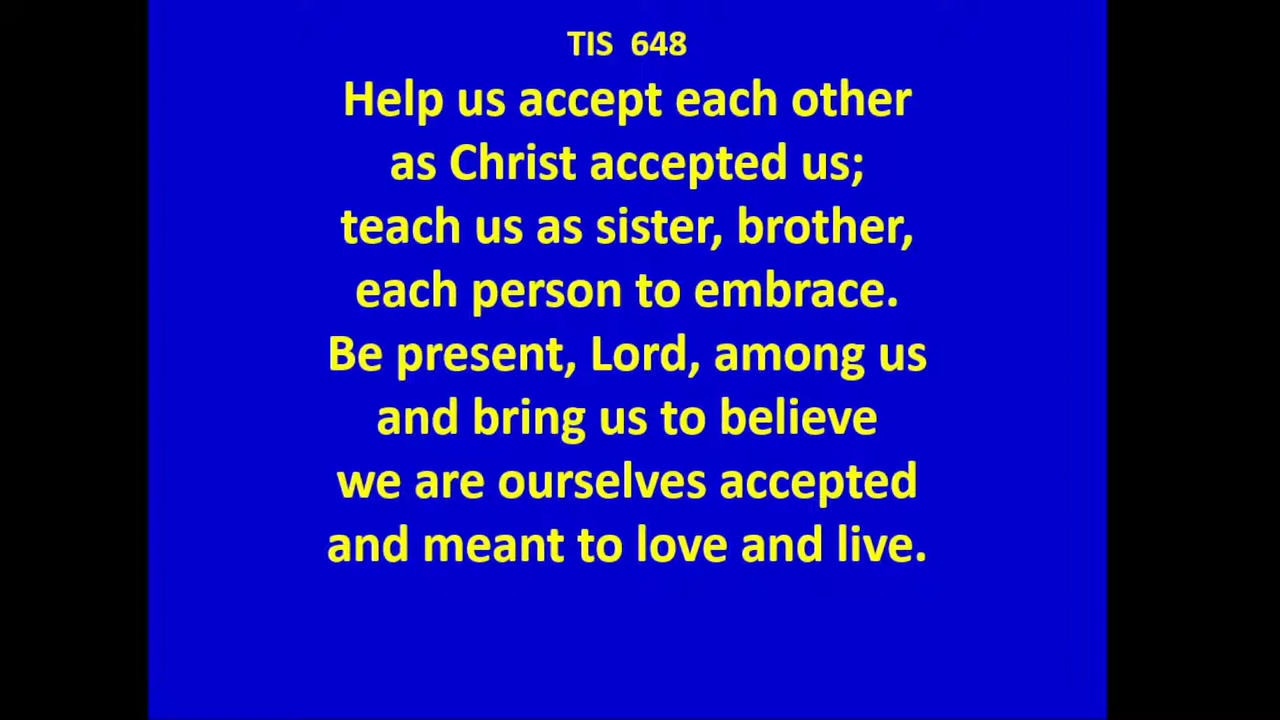 TIS 648
Help us accept each other
as Christ accepted us;
teach us as sister, brother,
each person to embrace.
Be present, Lord, among us
and bring us to believe
we are ourselves accepted
and meant to love and live.